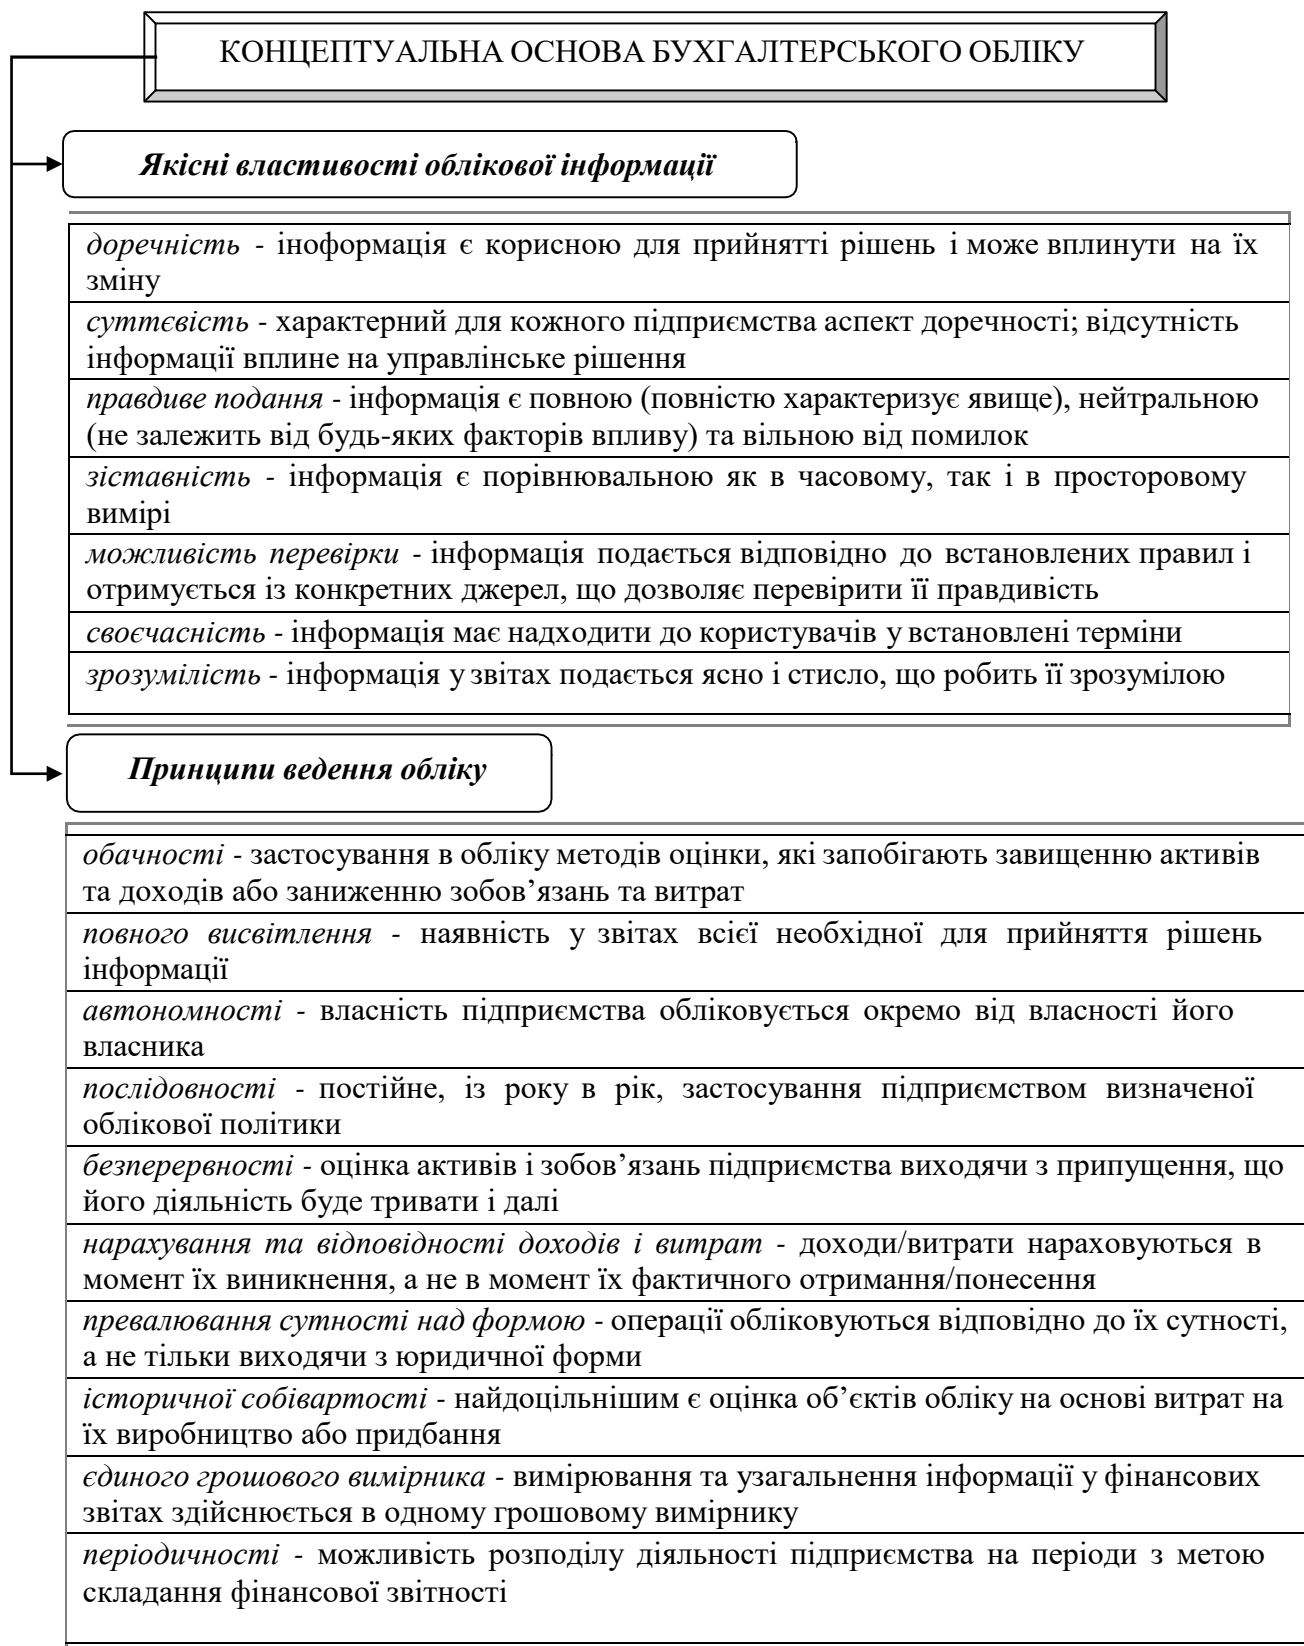 КОНЦЕПТУАЛЬНА ОСНОВА БУХГАЛТЕРСЬКОГО ОБЛІКУ
Якісні властивості облікової інформації
доречність - іноформація є корисною для прийнятті рішень і може вплинути на їх
зміну
суттєвість - характерний для кожного підприємства аспект доречності; відсутність
інформації вплине на управлінське рішення
правдиве подання - інформація є повною (повністю характеризує явище), нейтральною
(не залежить від будь-яких факторів впливу) та вільною від помилок
зіставність - інформація є порівнювальною як в часовому, так і в просторовому
вимірі
можливість перевірки - інформація подається відповідно до встановлених правил і
отримується із конкретних джерел, що дозволяє перевірити її правдивість
своєчасність - інформація має надходити до користувачів у встановлені терміни
зрозумілість - інформація у звітах подається ясно і стисло, що робить її зрозумілою
Принципи ведення обліку
обачності - застосування в обліку методів оцінки, які запобігають завищенню активів
та доходів або заниженню зобов’язань та витрат
повного висвітлення - наявність у звітах всієї необхідної для прийняття рішень
інформації
автономності - власність підприємства обліковується окремо від власності його
власника
послідовності - постійне, із року в рік, застосування підприємством визначеної
облікової політики
безперервності - оцінка активів і зобов’язань підприємства виходячи з припущення, що
його діяльність буде тривати і далі
нарахування та відповідності доходів і витрат - доходи/витрати нараховуються в
момент їх виникнення, а не в момент їх фактичного отримання/понесення
превалювання сутності над формою - операції обліковуються відповідно до їх сутності,
а не тільки виходячи з юридичної форми
історичної собівартості - найдоцільнішим є оцінка об’єктів обліку на основі витрат на
їх виробництво або придбання
єдиного грошового вимірника - вимірювання та узагальнення інформації у фінансових
звітах здійснюється в одному грошовому вимірнику
періодичності - можливість розподілу діяльності підприємства на періоди з метою
складання фінансової звітності